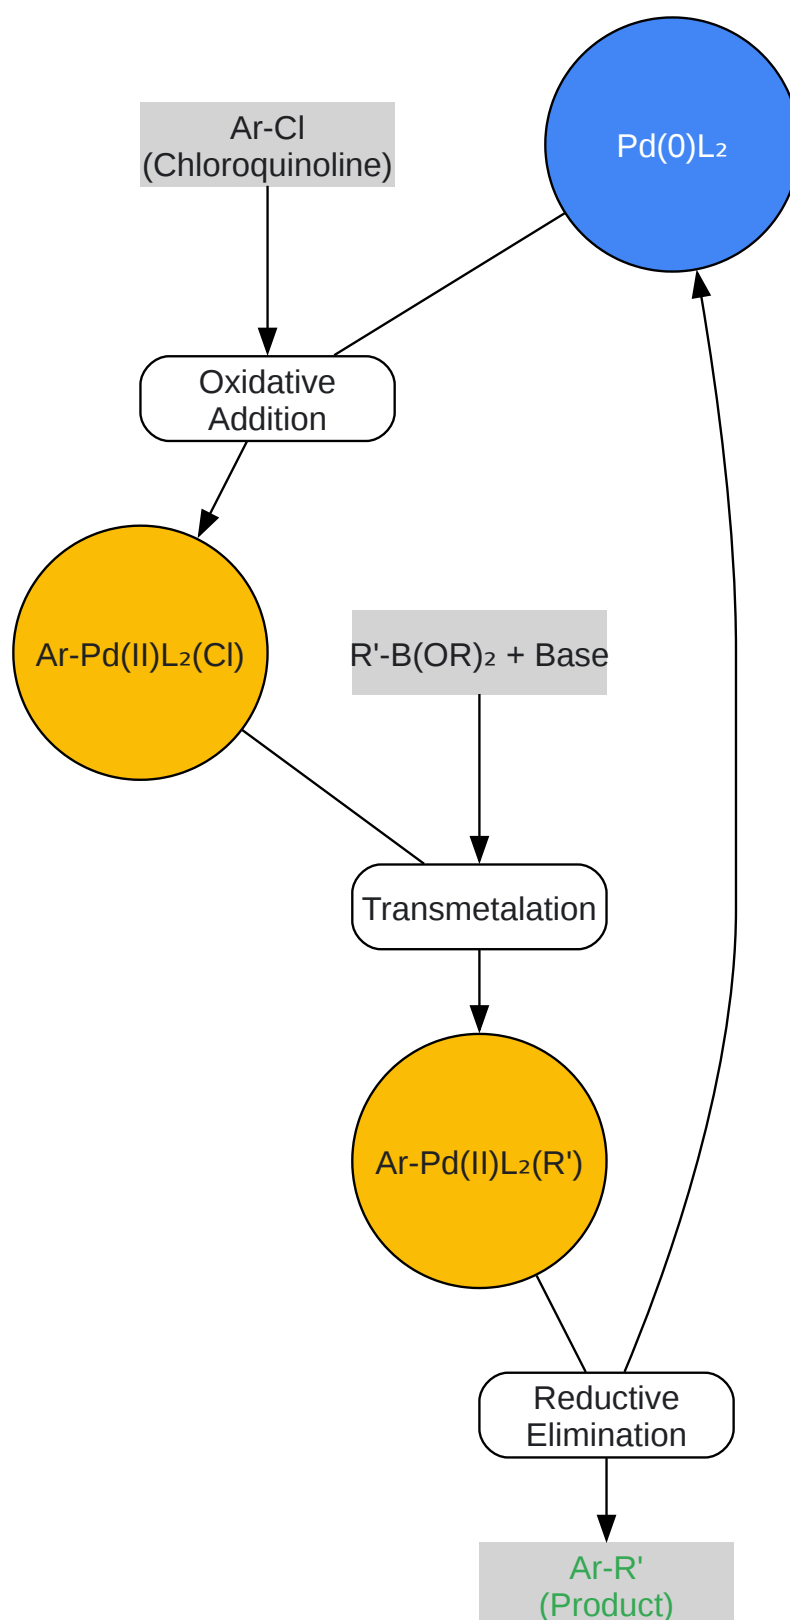 Pd(0)L₂
Ar-Cl
(Chloroquinoline)
Oxidative
Addition
Ar-Pd(II)L₂(Cl)
R'-B(OR)₂ + Base
Transmetalation
Ar-Pd(II)L₂(R')
Reductive
Elimination
Ar-R'
(Product)